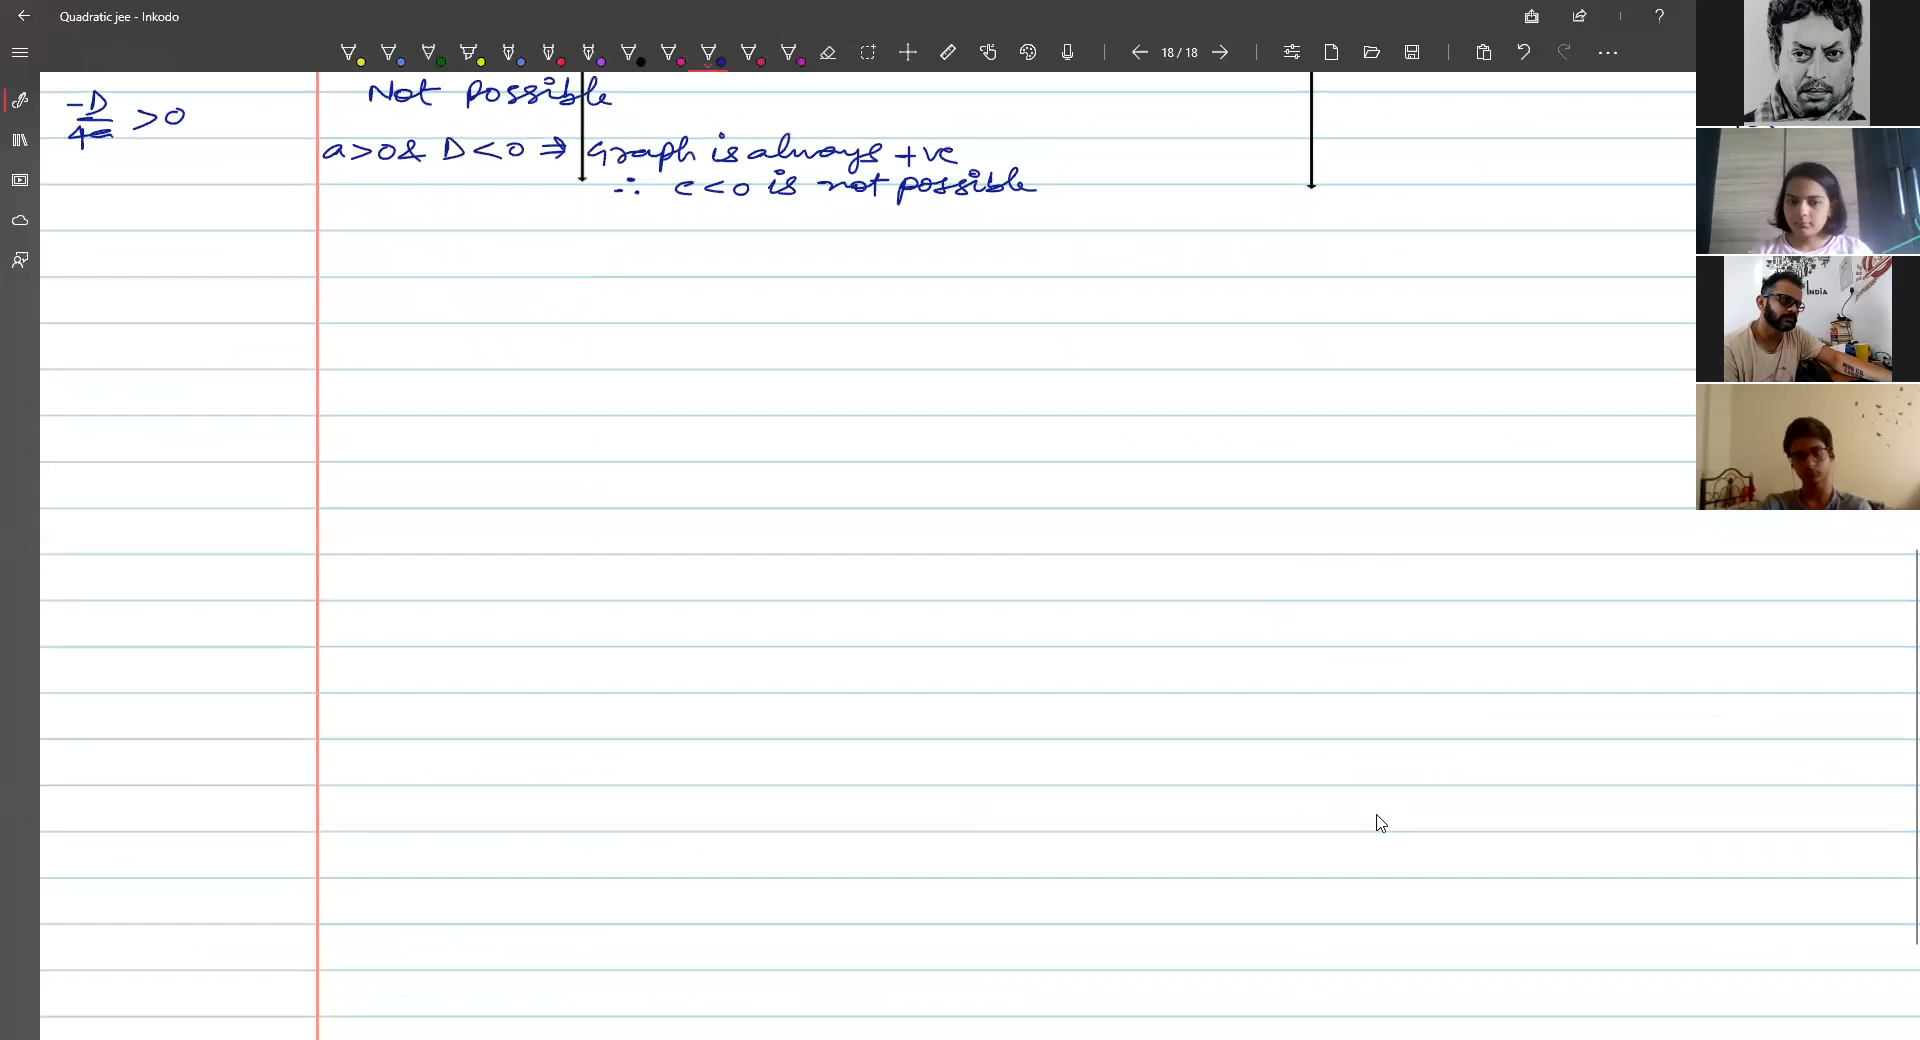 Quadratic jee - Inkodo
18 / 18
Not Possible
-D/4a > 0
a>0 & D<0 ⇒ Graph is always +ve
∴ c<0 is not possible
INDIA